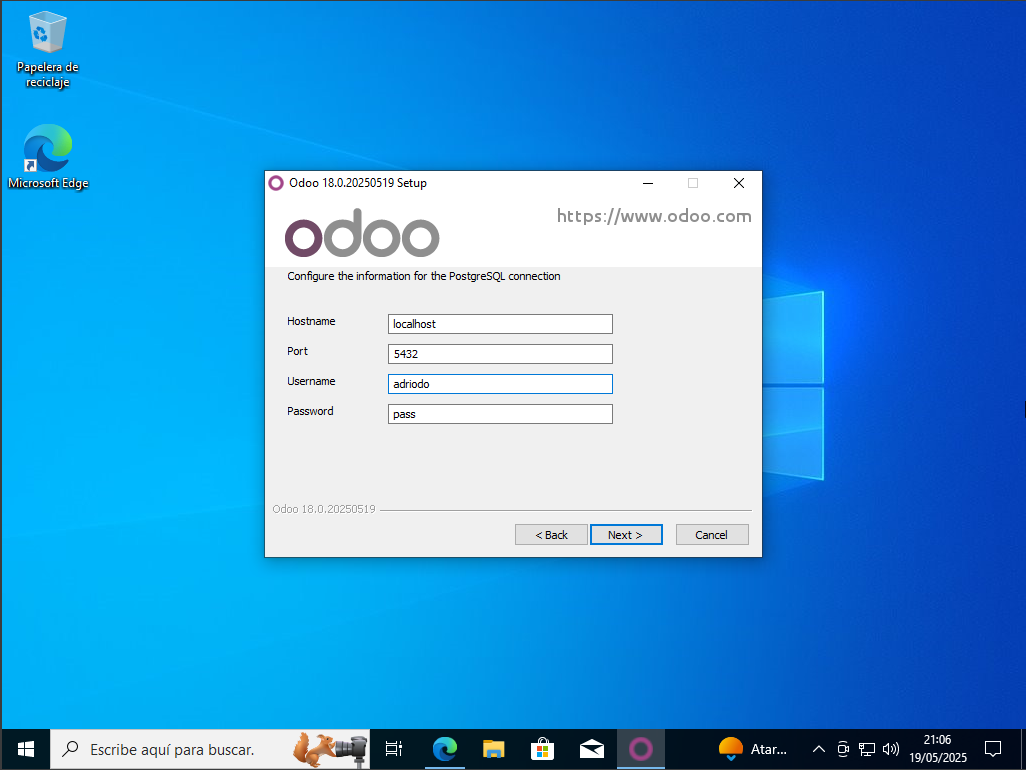 Papelera de
reciclaje
Microsoft Edge
Odoo 18.0.20250519 Setup
odoo
https://www.odoo.com
Configure the information for the PostgreSQL connection
Hostname
localhost
Port
5432
Username
adriodo
Password
pass
Odoo 18.0.20250519
< Back
Next >
Cancel
Escribe aquí para buscar.
Atar...
21:06
19/05/2025